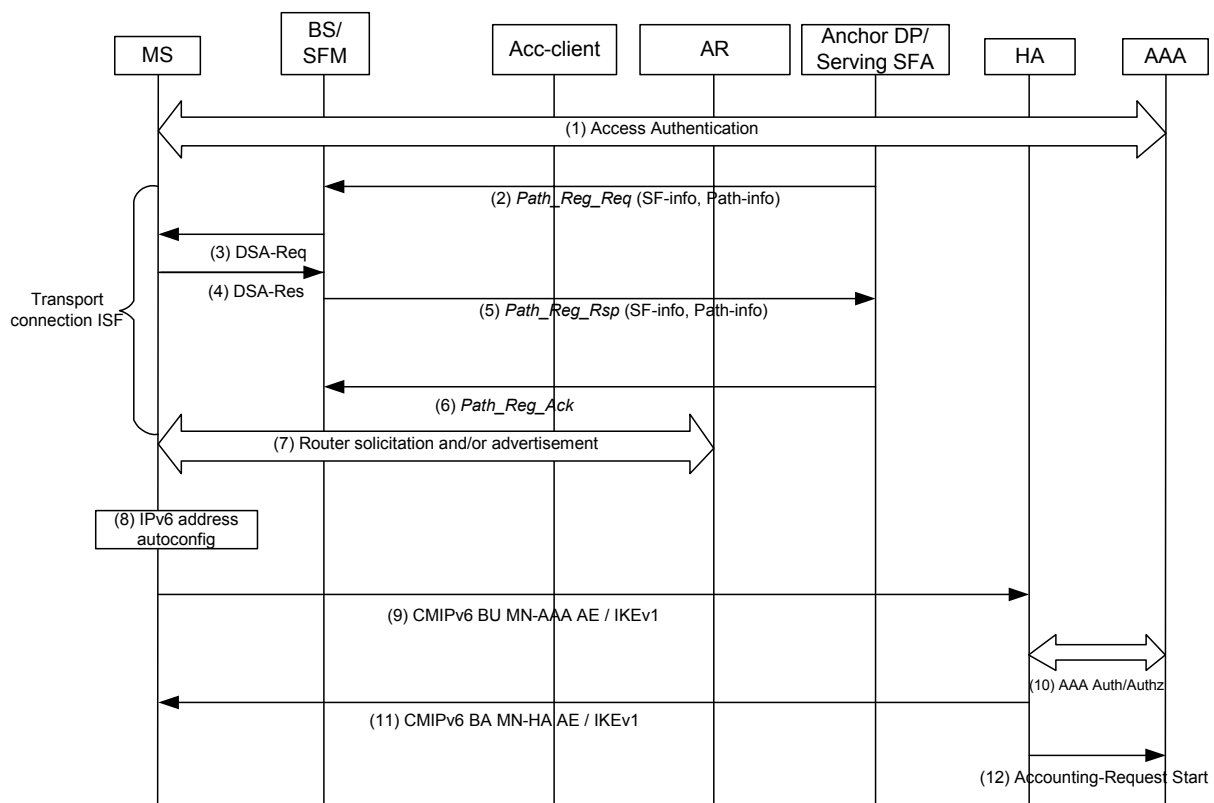 MS
BS/
SFM
Acc-client
AR
Anchor DP/
Serving SFA
HA
AAA
(1) Access Authentication
(2) Path_Reg_Req (SF-info, Path-info)
(3) DSA-Req
(4) DSA-Res
Transport
connection ISF
(5) Path_Reg_Rsp (SF-info, Path-info)
(6) Path_Reg_Ack
(7) Router solicitation and/or advertisement
(8) IPv6 address
autoconfig
(9) CMIPv6 BU MN-AAA AE / IKEv1
(10) AAA Auth/Authz
(11) CMIPv6 BA MN-HA AE / IKEv1
(12) Accounting-Request Start